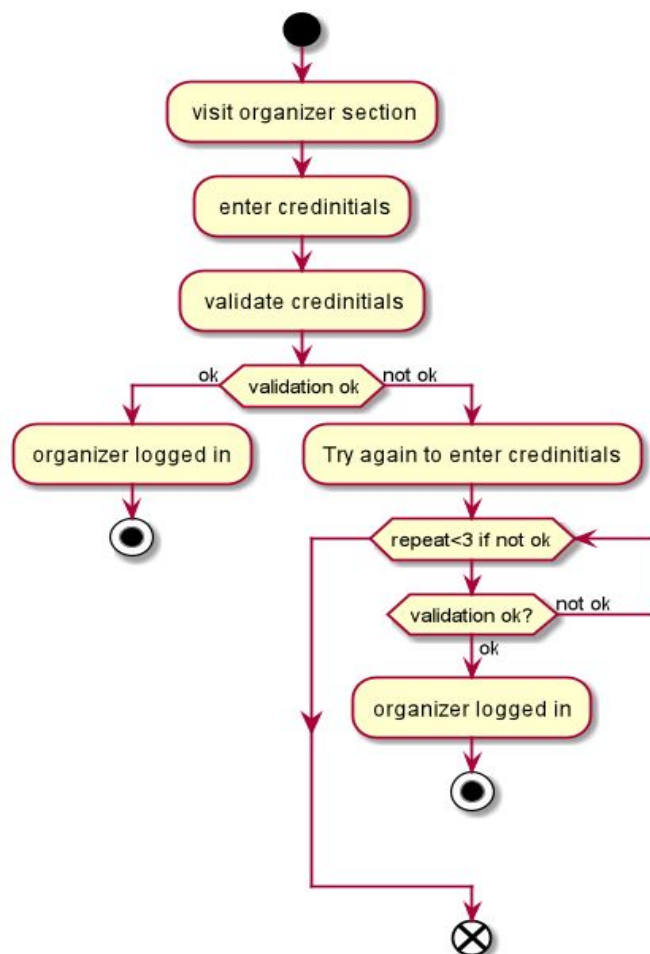 visit organizer section
enter credinitials
validate credinitials
ok
validation ok
not ok
organizer logged in
Try again to enter credinitials
repeat<3 if not ok
validation ok?
not ok
ok
organizer logged in